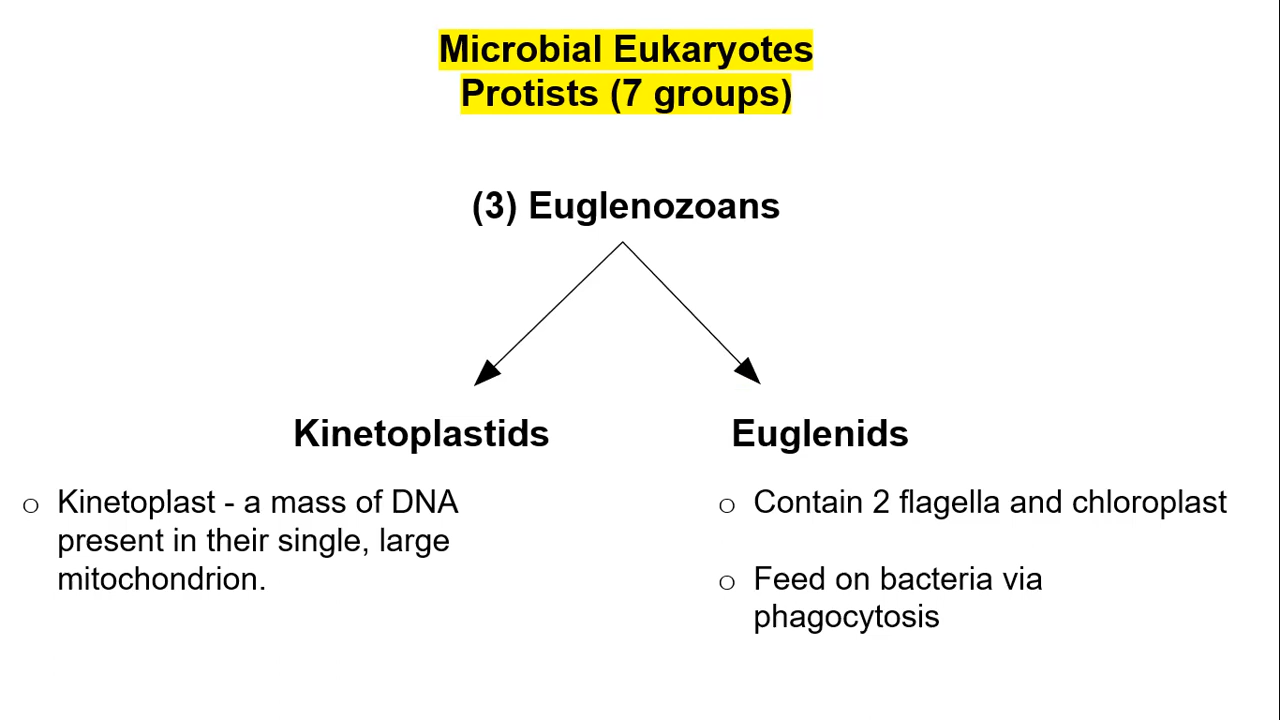 Microbial Eukaryotes
Protists (7 groups)
(3) Euglenozoans
Kinetoplastids
○ Kinetoplast - a mass of DNA
present in their single, large
mitochondrion.
Euglenids
○ Contain 2 flagella and chloroplast
○ Feed on bacteria via
phagocytosis